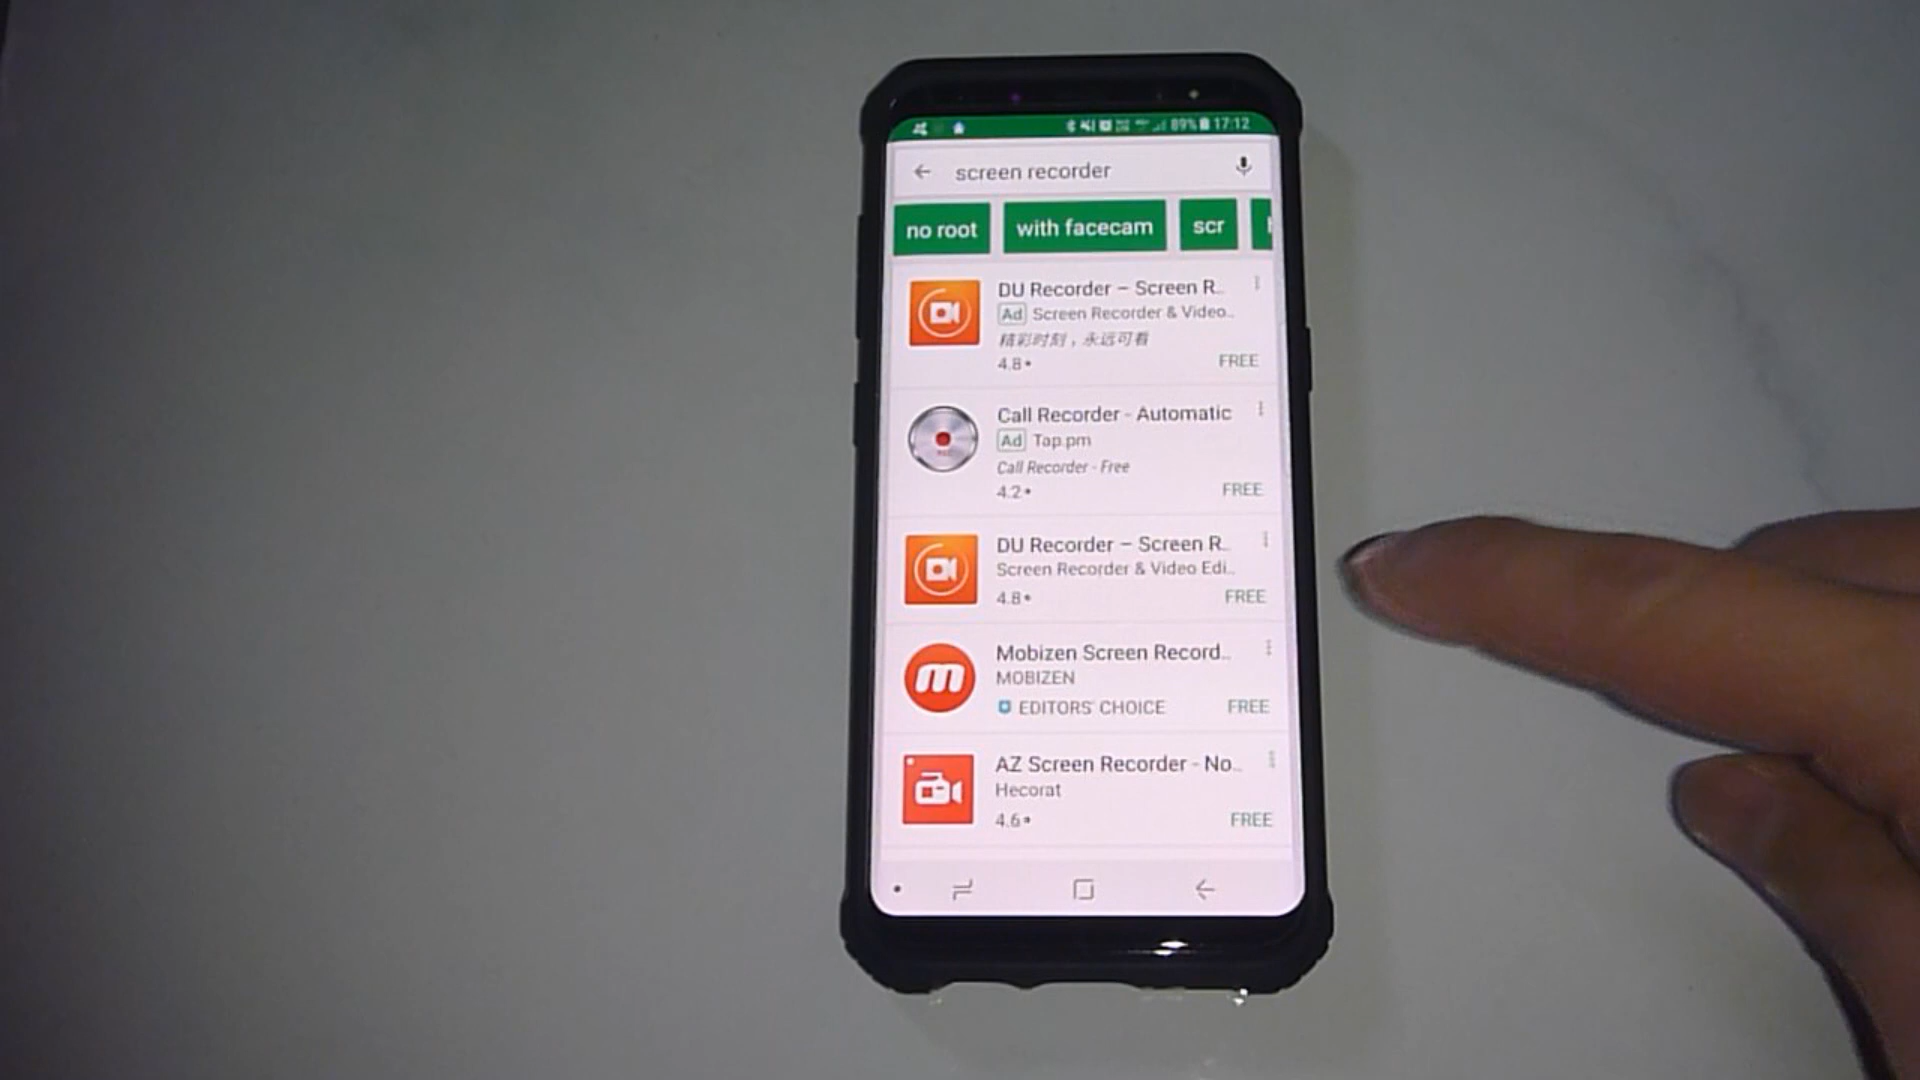 89% 17:12
screen recorder
no root with facecam scr
DU Recorder – Screen R..
Ad Screen Recorder & Video..
精彩时刻，永远可看
4.8 FREE
Call Recorder - Automatic
Ad Tap.pm
Call Recorder - Free
4.2 FREE
DU Recorder – Screen R..
Screen Recorder & Video Edi..
4.8 FREE
Mobizen Screen Record..
m
MOBIZEN
EDITORS' CHOICE FREE
AZ Screen Recorder - No..
Hecorat
4.6 FREE